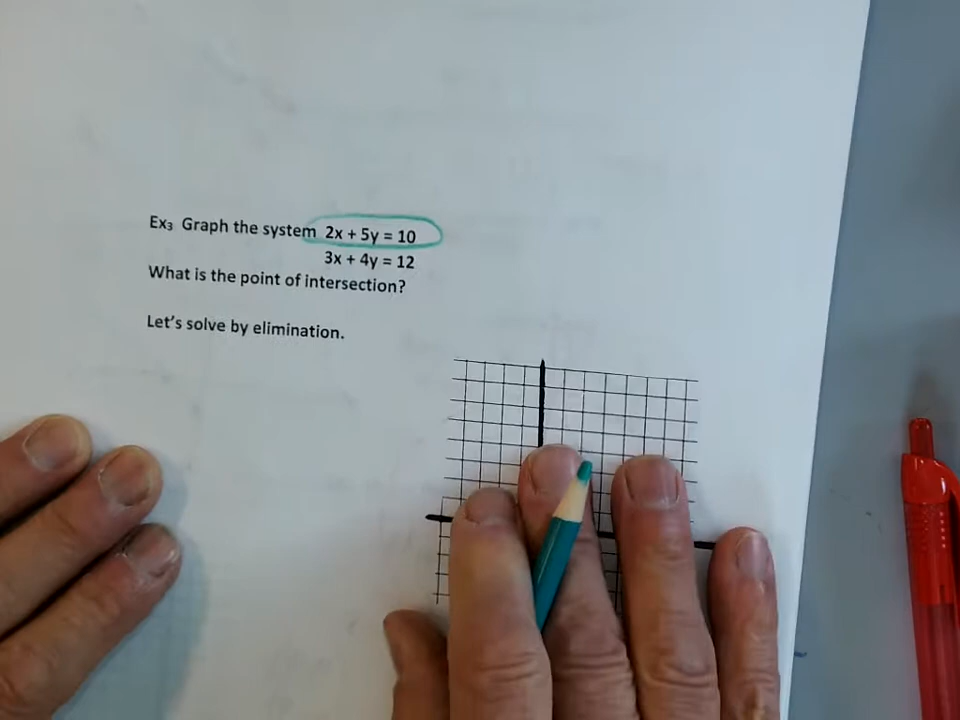 Ex3 Graph the system 2x + 5y = 10
3x + 4y = 12
What is the point of intersection?
Let's solve by elimination.